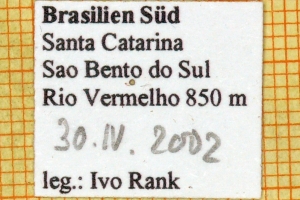 Brasilien Süd
Santa Catarina
Sao Bento do Sul
Rio Vermelho 850 m
30. IV. 2002
leg.: Ivo Rank